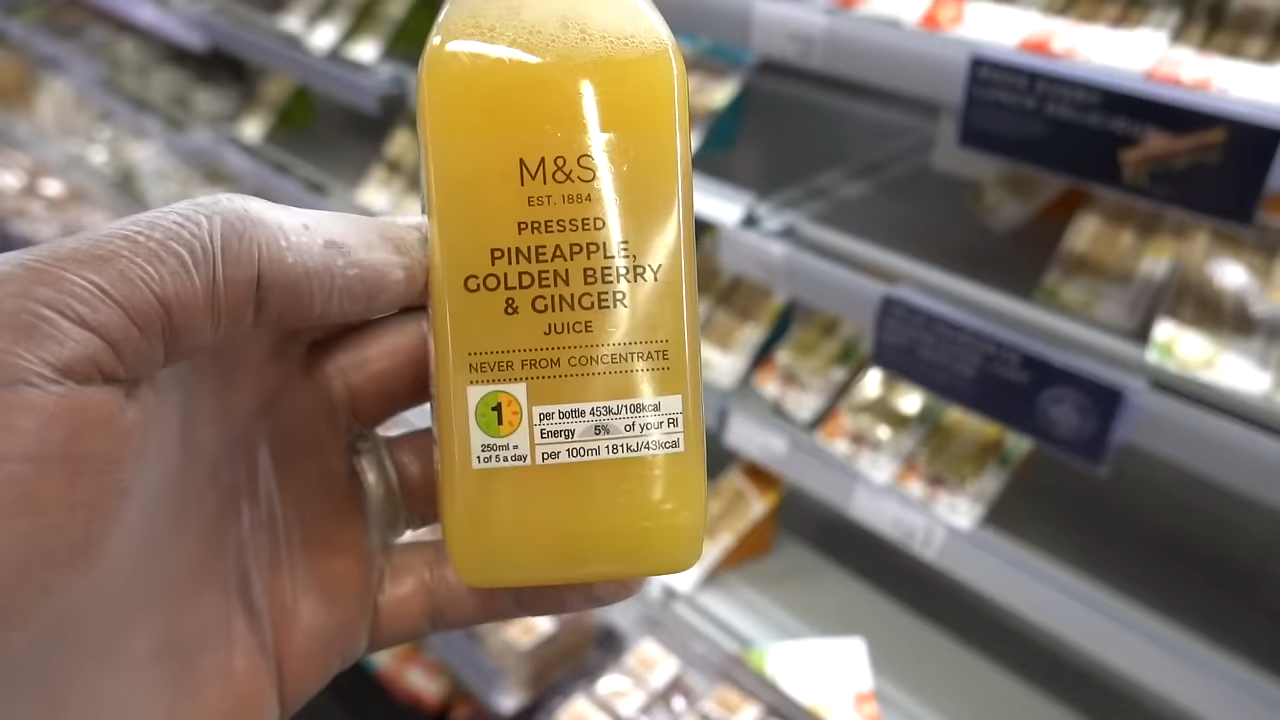 M&S
EST. 1884
PRESSED
PINEAPPLE,
GOLDEN BERRY
& GINGER
JUICE
NEVER FROM CONCENTRATE
1
250ml =
1 of 5 a day
per bottle 453kJ/108kcal
Energy 5% of your RI
per 100ml 181kJ/43kcal